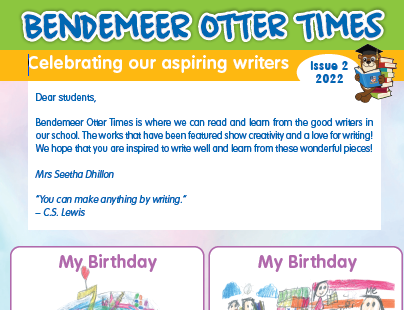 BENDEMEER OTTER TIMES
Celebrating our aspiring writers
Issue 2
2022
Dear students,
Bendemeer Otter Times is where we can read and learn from the good writers in
our school. The works that have been featured show creativity and a love for writing!
We hope that you are inspired to write well and learn from these wonderful pieces!
Mrs Seetha Dhillon
"You can make anything by writing."
– C.S. Lewis
My Birthday
My Birthday